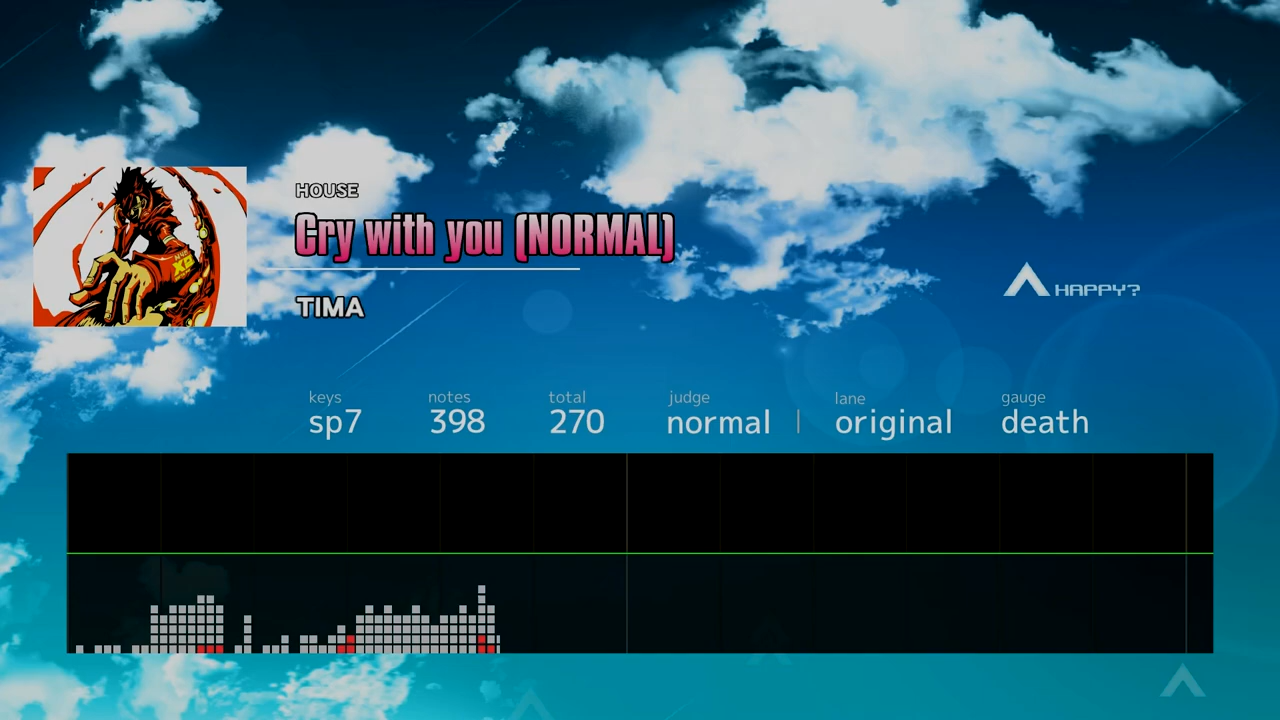 HOUSE
Cry with you (NORMAL)
TIMA
HAPPY?
keys notes total judge lane gauge
sp7 398 270 normal | original death